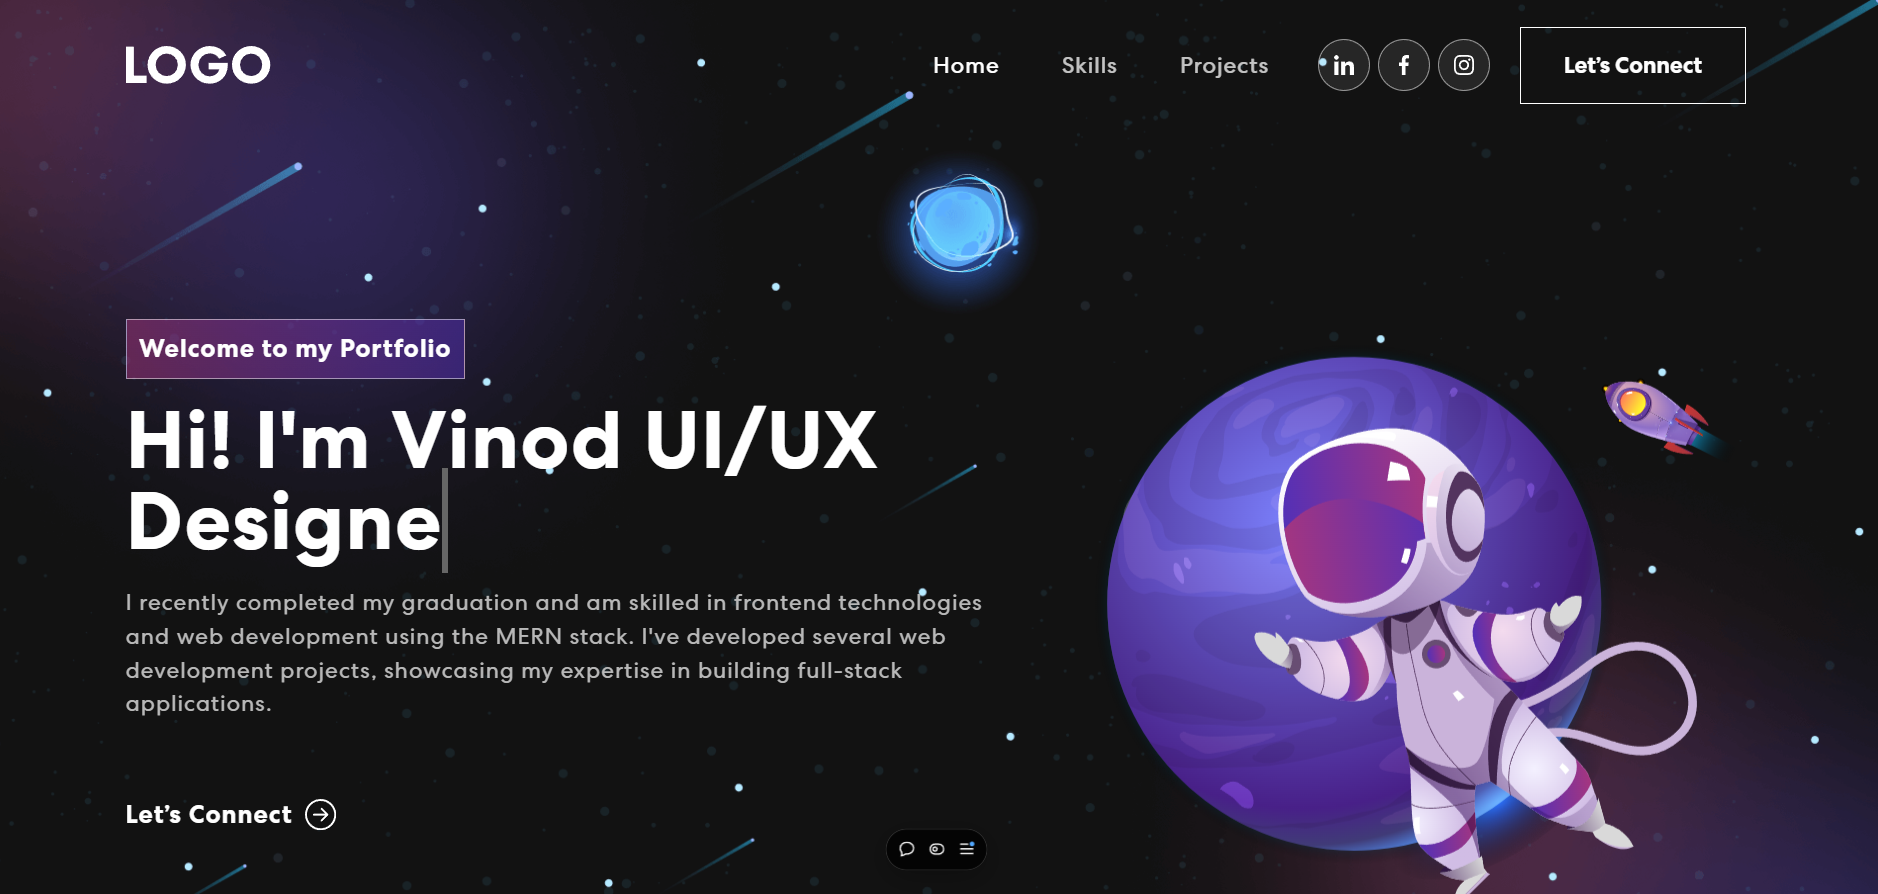 LOGO
Home Skills Projects in f Let's Connect
Welcome to my Portfolio
Hi! I'm Vinod UI/UX
Designe
I recently completed my graduation and am skilled in frontend technologies
and web development using the MERN stack. I've developed several web
development projects, showcasing my expertise in building full-stack
applications.
Let's Connect